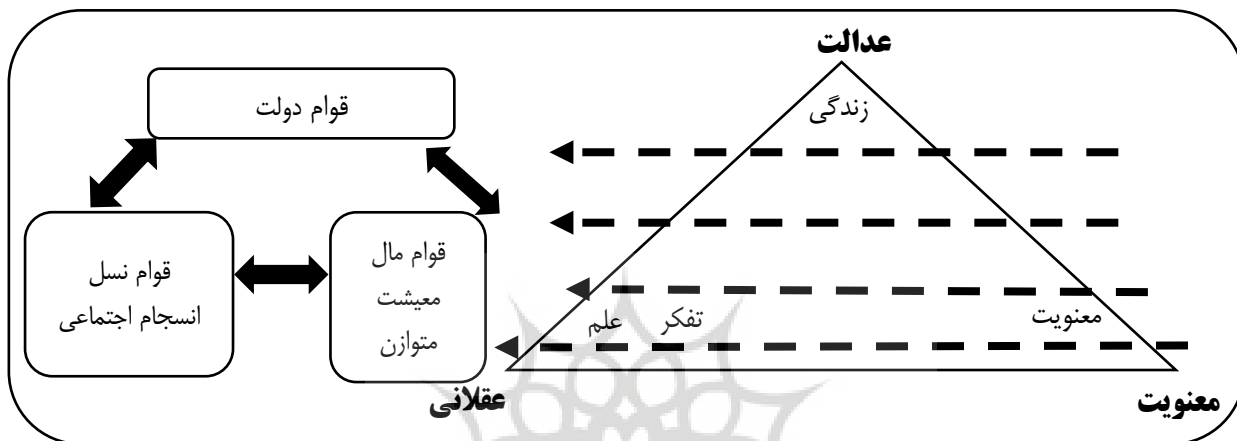 عدالت
زندگی
معنویت
تفکر
علم
معنویت
عقلانی
قوام دولت
قوام مال
معیشت
متوازن
قوام نسل
انسجام اجتماعی